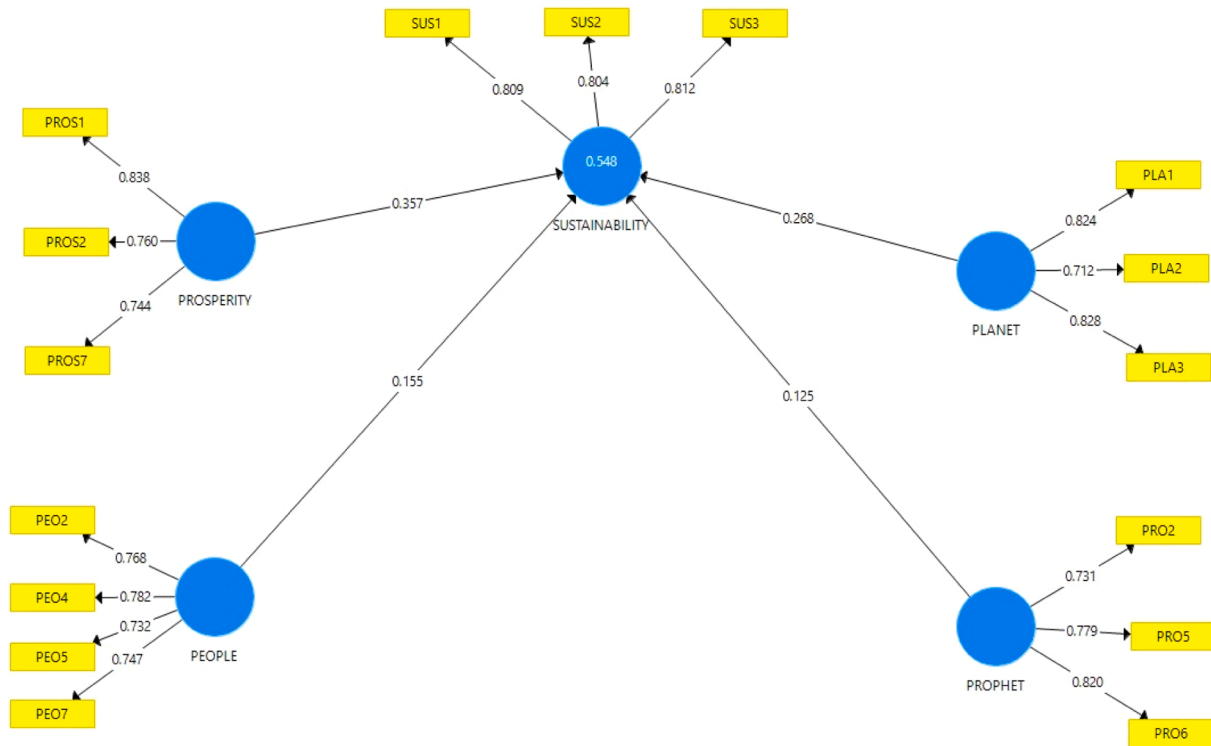 SUS1
SUS2
SUS3
0.809
0.804
0.812
PROS1
0.838
PROS2
0.760
0.744
PROS7
PROSPERITY
0.357
0.548
SUSTAINABILITY
0.268
PLA1
0.824
0.712
PLA2
0.828
PLA3
PLANET
0.155
0.125
PEO2
0.768
PEO4
0.782
0.732
PEO5
0.747
PEO7
PEOPLE
PRO2
0.731
0.779
PRO5
0.820
PRO6
PROPHET